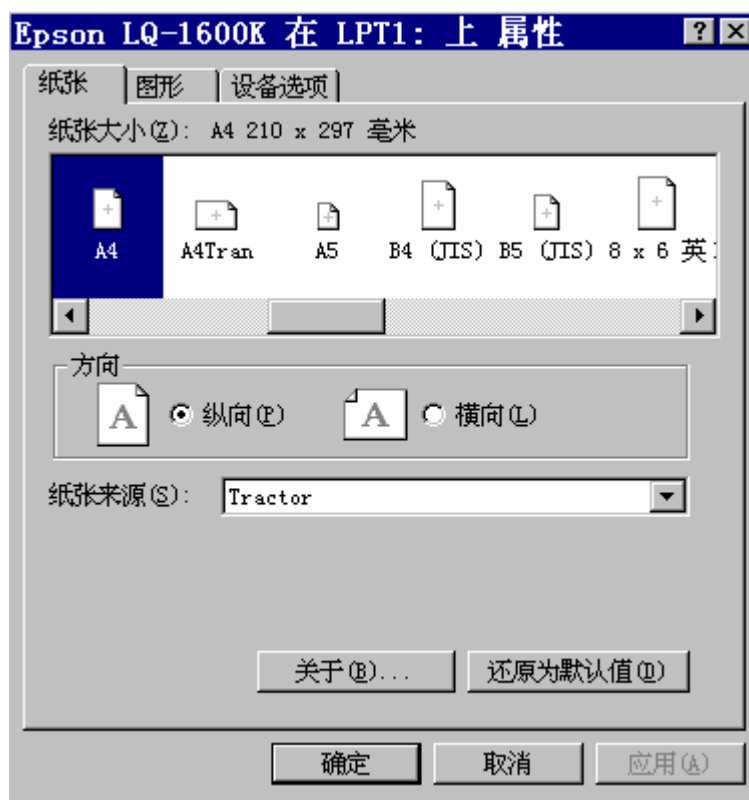 Epson LQ-1600K 在 LPT1: 上 属性
纸张 图形 设备选项
纸张大小(Z): A4 210 x 297 毫米
A4 A4Tran A5 B4 (JIS) B5 (JIS) 8 x 6 英
方向
A 纵向(P) A 横向(L)
纸张来源(S): Tractor
关于(B)... 还原为默认值(D)
确定 取消 应用(A)